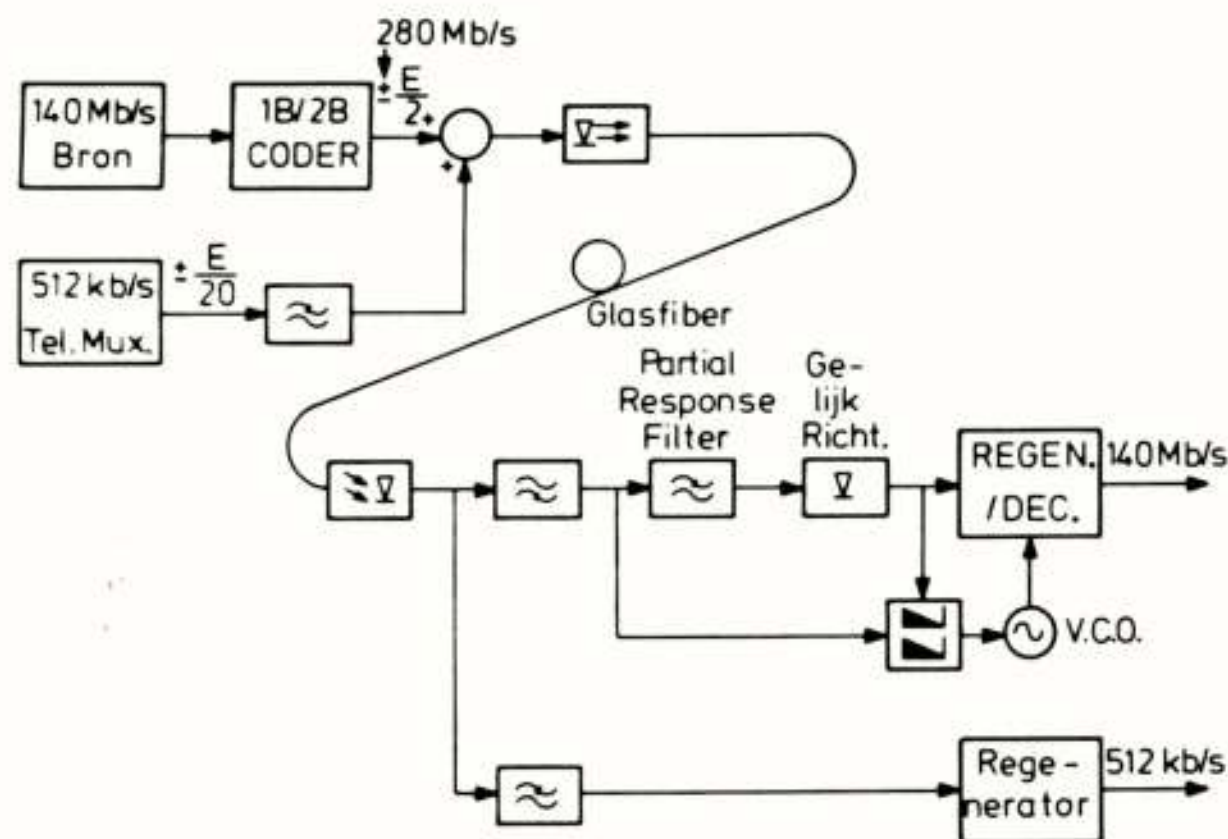 280 Mb/s
140 Mb/s
Bron
1B/2B
CODER
± E/2
+
+
512 kb/s
Tel. Mux.
± E/20
Glasfiber
Partial
Response
Filter
Ge-
lijk
Richt.
REGEN.
/DEC.
140 Mb/s
V.C.O.
Rege-
nerator
512 kb/s